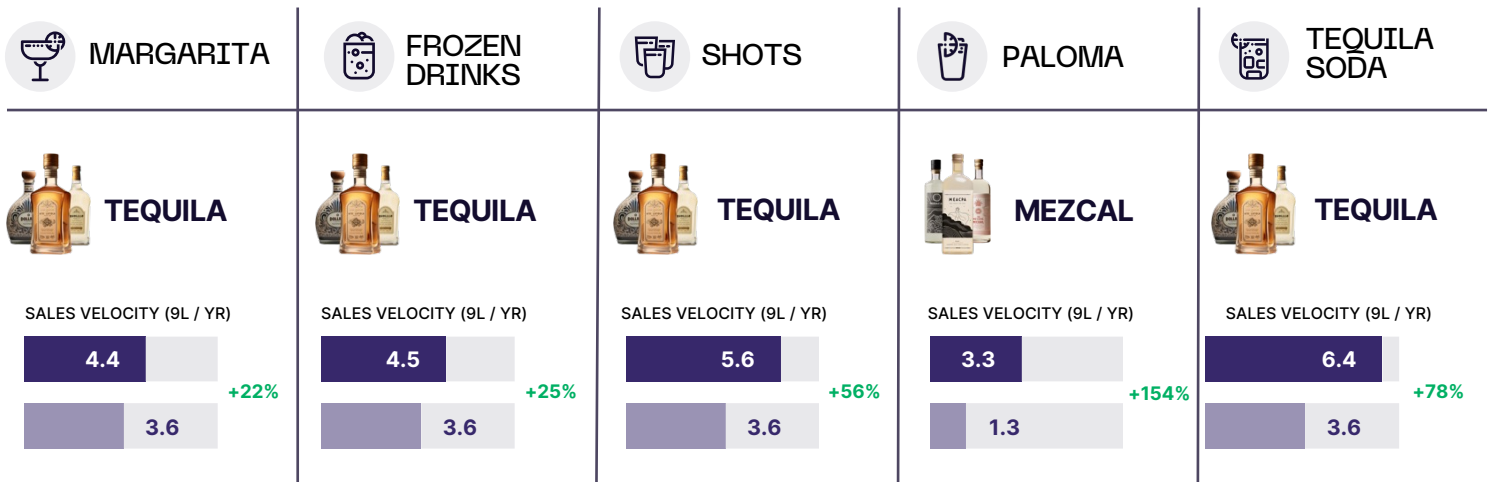 MARGARITA
FROZEN
DRINKS
SHOTS
PALOMA
TEQUILA
SODA
TEQUILA
TEQUILA
TEQUILA
MEZCAL
TEQUILA
SALES VELOCITY (9L / YR)
SALES VELOCITY (9L / YR)
SALES VELOCITY (9L / YR)
SALES VELOCITY (9L / YR)
SALES VELOCITY (9L / YR)
4.4
4.5
5.6
3.3
6.4
+22%
+25%
+56%
+154%
+78%
3.6
3.6
3.6
1.3
3.6